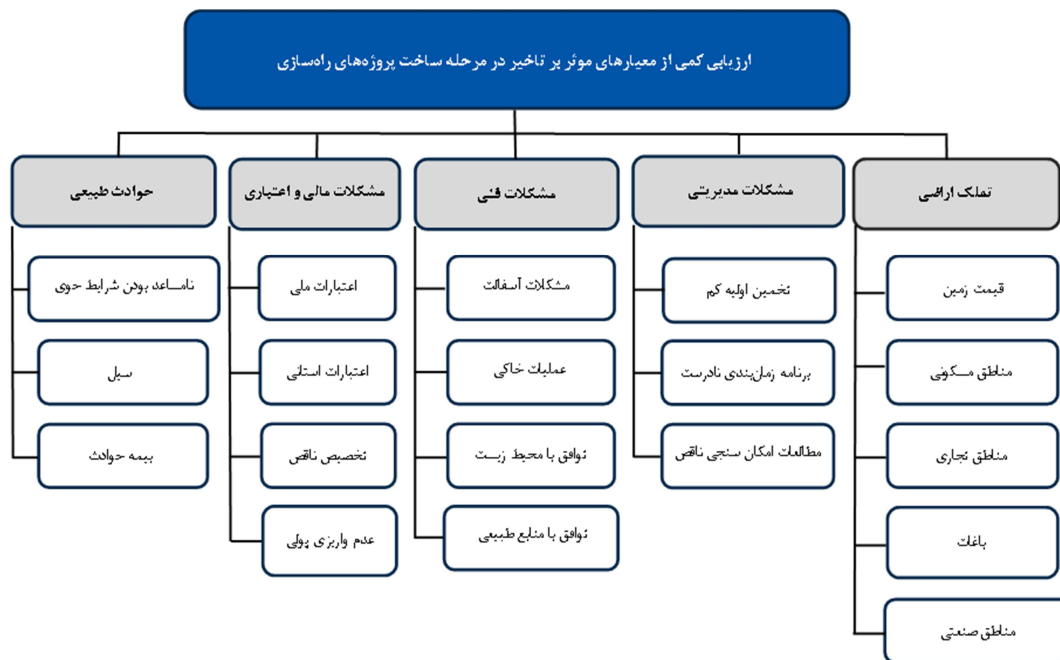 ارزیابی کمی از معیارهای موثر بر تاخیر در مرحله ساخت پروژه‌های راه‌سازی
تملک اراضی
قیمت زمین
مناطق مسکونی
مناطق تجاری
باغات
مناطق صنعتی
مشکلات مدیریتی
تخمین اولیه کم
برنامه زمان‌بندی نادرست
مطالعات امکان سنجی ناقص
مشکلات فنی
مشکلات آسفالت
عملیات خاکی
توافق با محیط زیست
توافق با منابع طبیعی
مشکلات مالی و اعتباری
اعتبارات ملی
اعتبارات استانی
تخصیص ناقص
عدم واریزی پولی
حوادث طبیعی
نامساعد بودن شرایط جوی
سیل
بیمه حوادث